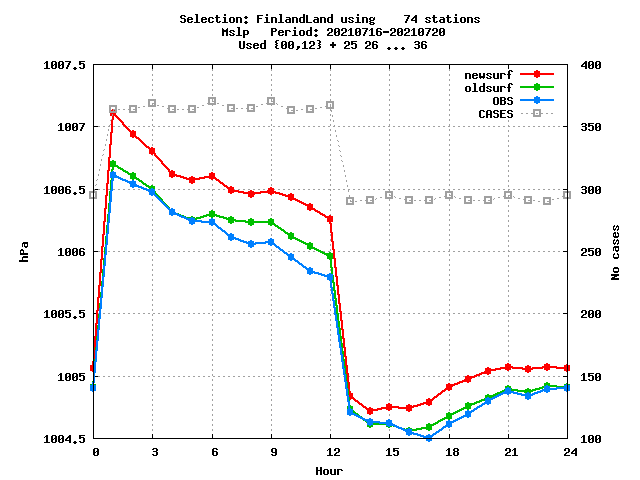 Selection: FinlandLand using    74 stations
Mslp   Period: 20210716-20210720
Used {00,12} + 25 26 ... 36
1007.5
1007
1006.5
1006
1005.5
1005
1004.5
hPa
newsurf
oldsurf
OBS
CASES
400
350
300
250
200
150
100
No cases
0 3 6 9 12 15 18 21 24
Hour